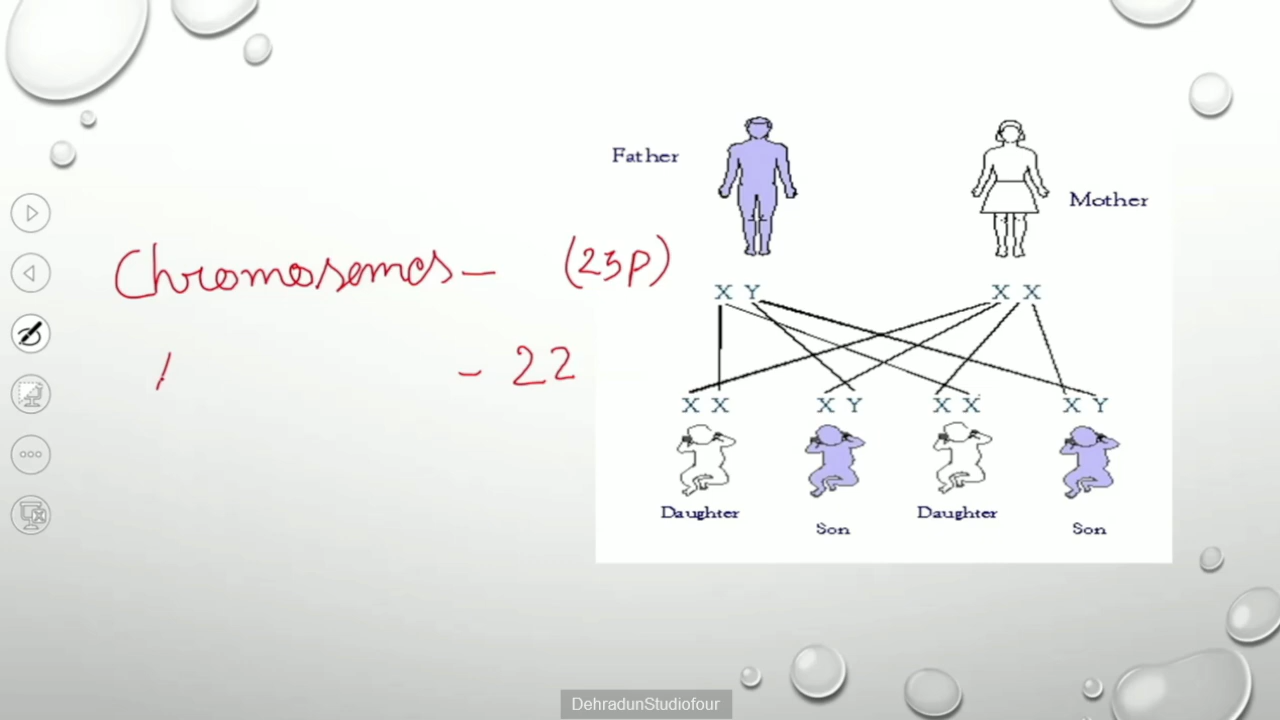 Father
Mother
Chromosomes – (23P)
X Y
X X
- 22
X X
X Y
X X
X Y
Daughter
Son
Daughter
Son
DehradunStudiofour